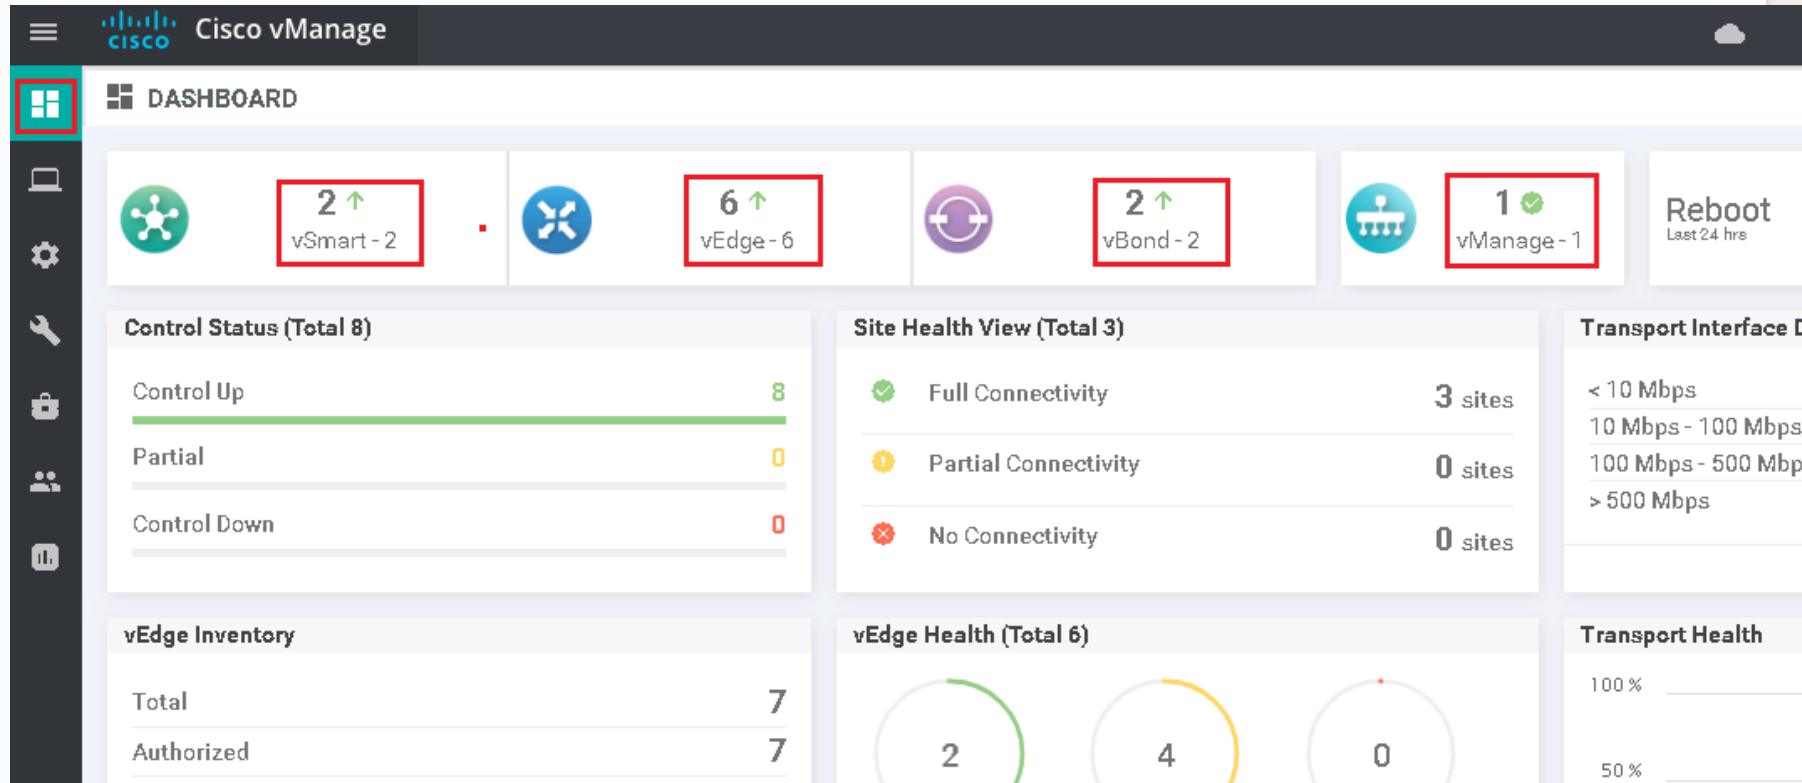 CISCO Cisco vManage
DASHBOARD
2
vSmart - 2
6
vEdge - 6
2
vBond - 2
1
vManage - 1
Reboot
Last 24 hrs
Control Status (Total 8)
Control Up 8
Partial 0
Control Down 0
Site Health View (Total 3)
Full Connectivity 3 sites
Partial Connectivity 0 sites
No Connectivity 0 sites
Transport Interface D
< 10 Mbps
10 Mbps - 100 Mbps
100 Mbps - 500 Mbp
> 500 Mbps
vEdge Inventory
Total 7
Authorized 7
vEdge Health (Total 6)
2 4 0
Transport Health
100 %
50 %